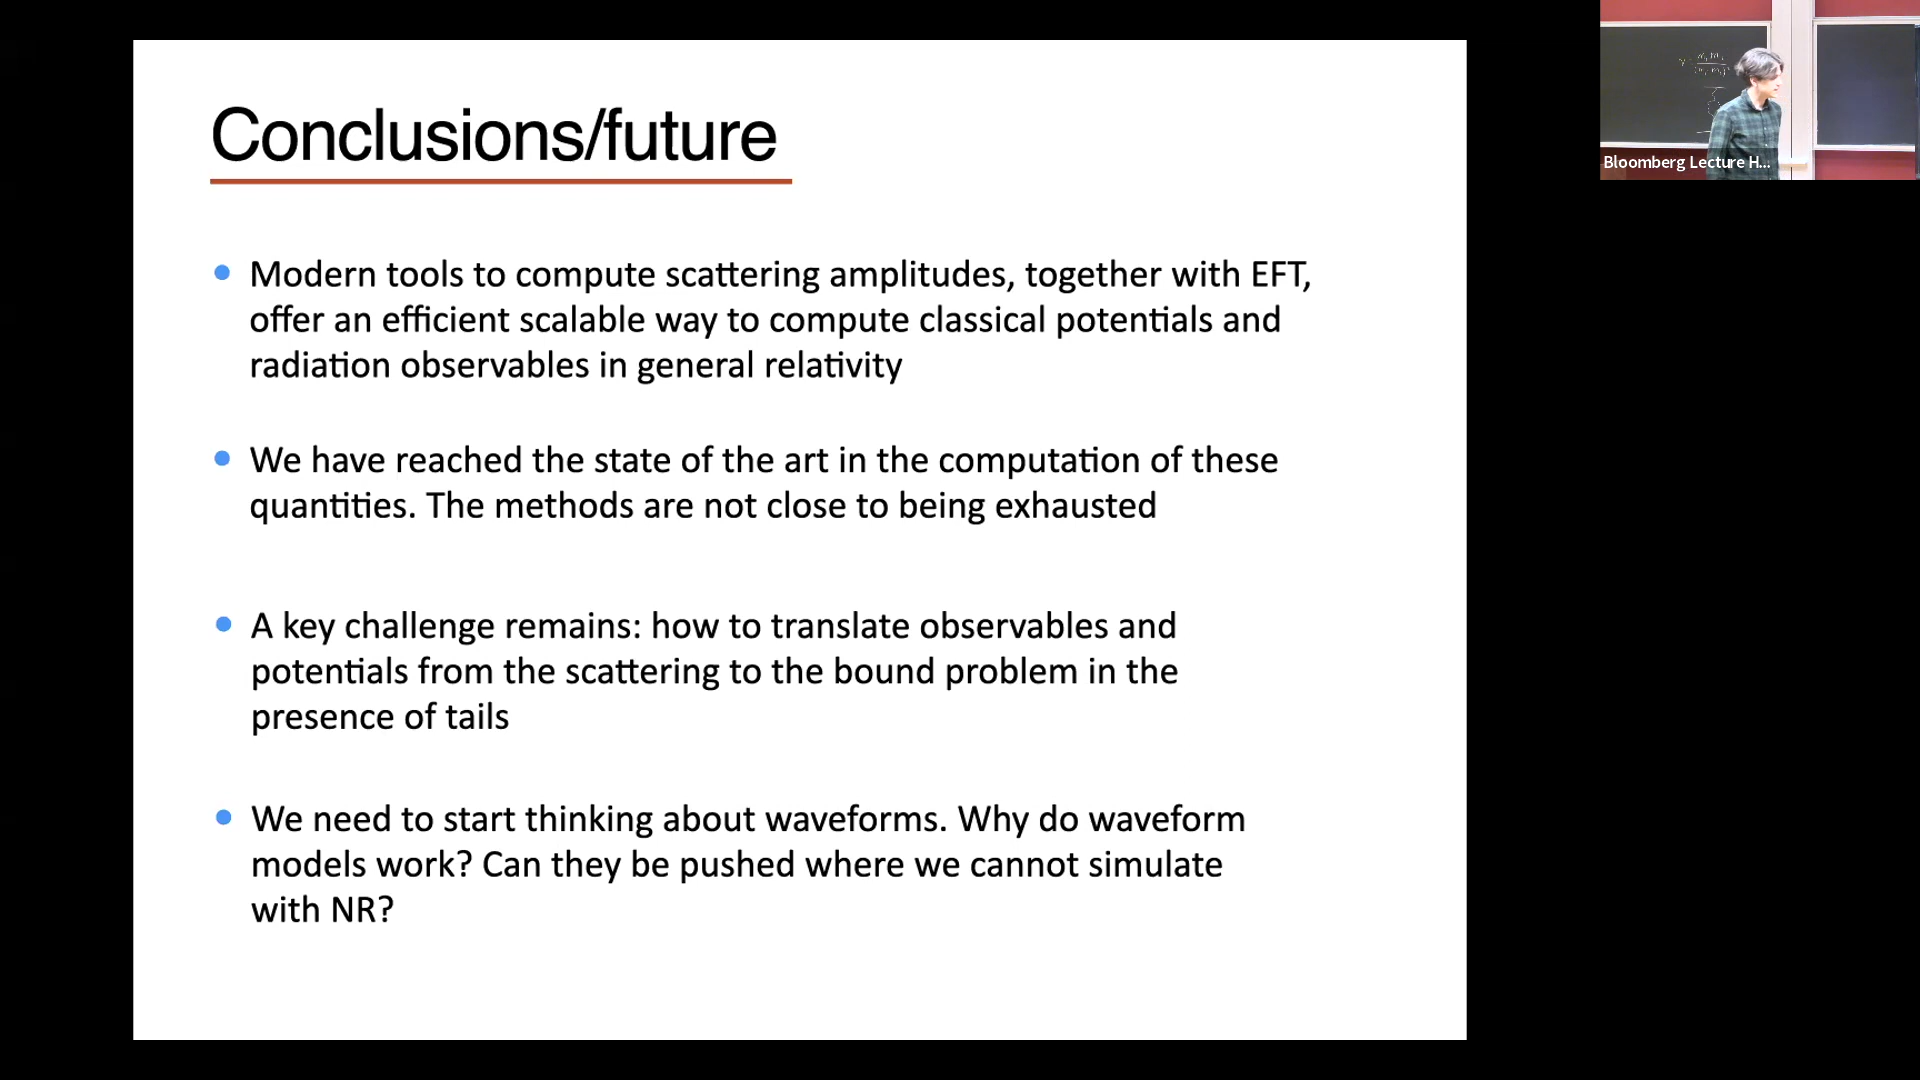 Conclusions/future
Modern tools to compute scattering amplitudes, together with EFT,
offer an efficient scalable way to compute classical potentials and
radiation observables in general relativity
We have reached the state of the art in the computation of these
quantities. The methods are not close to being exhausted
A key challenge remains: how to translate observables and
potentials from the scattering to the bound problem in the
presence of tails
We need to start thinking about waveforms. Why do waveform
models work? Can they be pushed where we cannot simulate
with NR?
Bloomberg Lecture H...